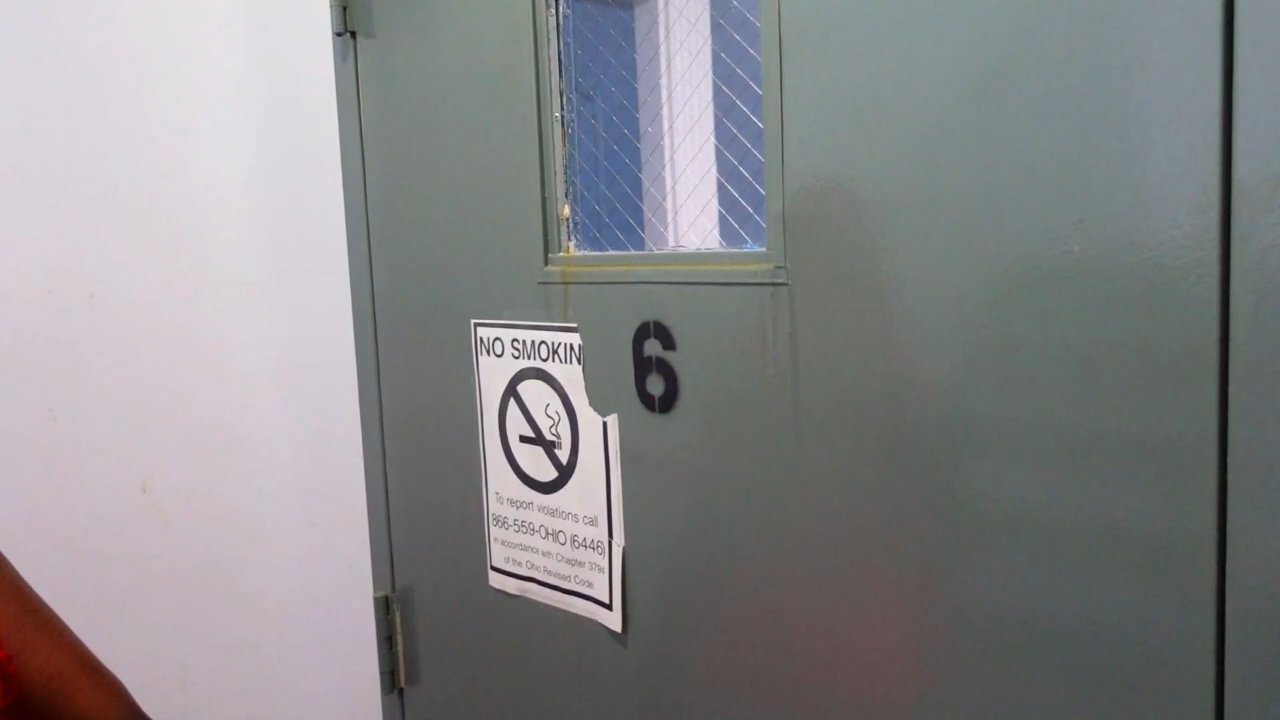 NO SMOKIN
6
To report violations call
866-559-OHIO (6446)
in accordance with Chapter 3794
of the Ohio Revised Code